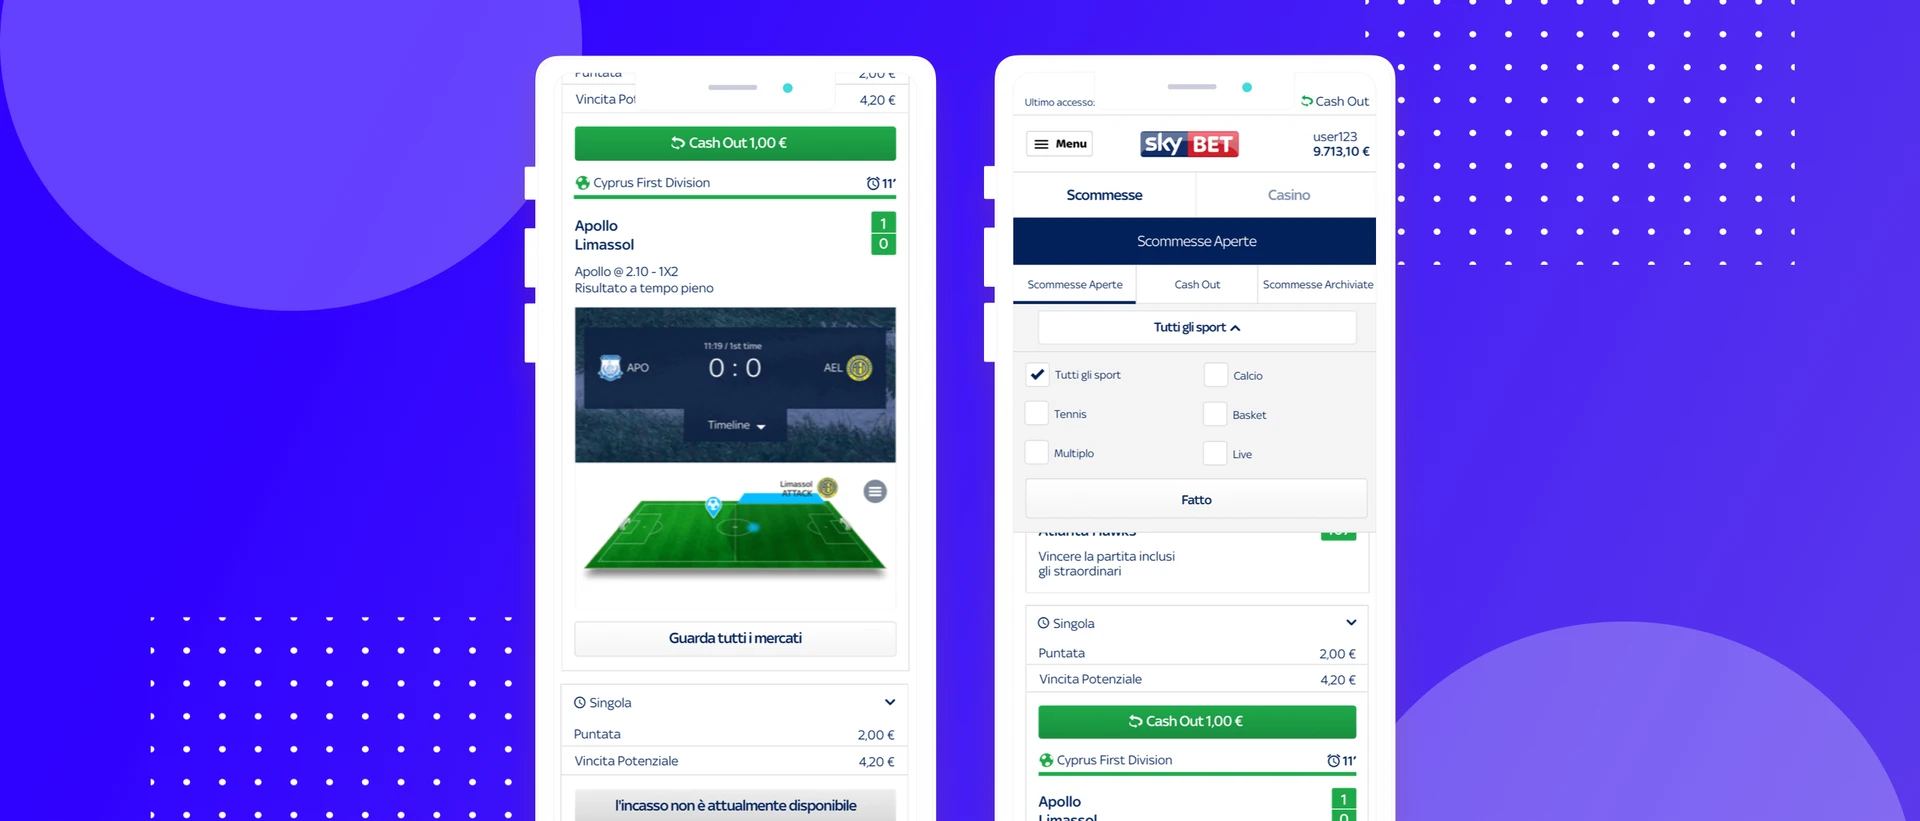 Puntata
2,00 €
Vincita Pot
4,20 €
Cash Out 1,00 €
Cyprus First Division
11'
Apollo
1
Limassol
0
Apollo @ 2.10 - 1X2
Risultato a tempo pieno
11:19 / 1st time
APO
0 : 0
AEL
Timeline
Limassol
ATTACK
Guarda tutti i mercati
Singola
Puntata
2,00 €
Vincita Potenziale
4,20 €
l'incasso non è attualmente disponibile
Ultimo accesso:
Cash Out
Menu
sky BET
user123
9.713,10 €
Scommesse
Casino
Scommesse Aperte
Scommesse Aperte
Cash Out
Scommesse Archiviate
Tutti gli sport
Tutti gli sport
Calcio
Tennis
Basket
Multiplo
Live
Fatto
Atlanta Hawks
Vincere la partita inclusi
gli straordinari
Singola
Puntata
2,00 €
Vincita Potenziale
4,20 €
Cash Out 1,00 €
Cyprus First Division
11'
Apollo
1
Limassol
0